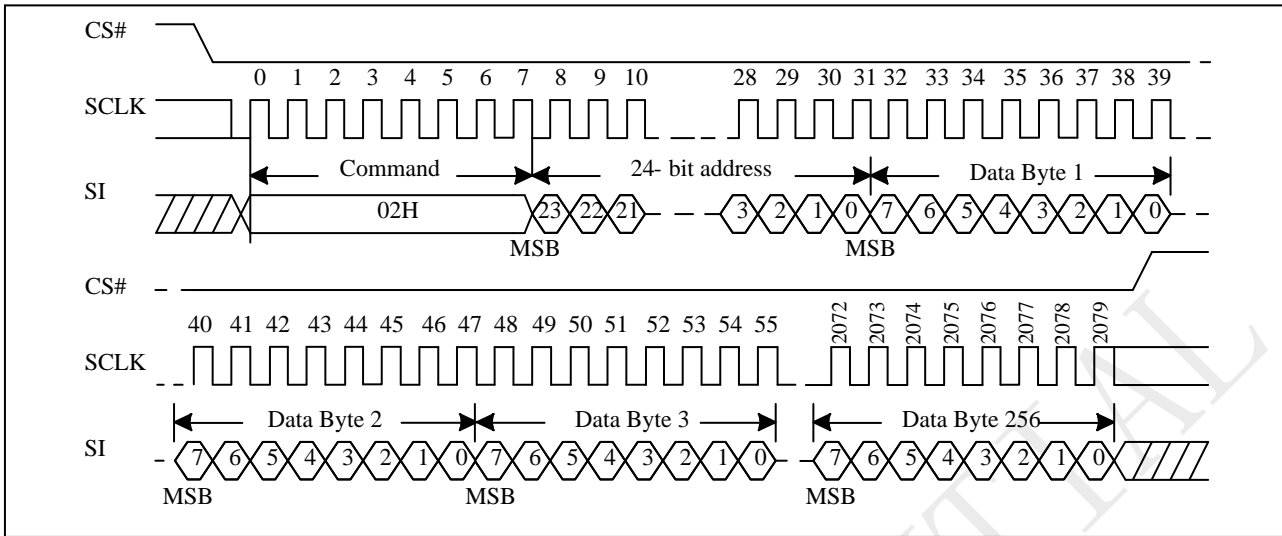 CS#
0 1 2 3 4 5 6 7 8 9 10 28 29 30 31 32 33 34 35 36 37 38 39
SCLK
Command 24- bit address Data Byte 1
SI
02H 23 22 21 3 2 1 0 7 6 5 4 3 2 1 0
MSB MSB
CS#
40 41 42 43 44 45 46 47 48 49 50 51 52 53 54 55 2072 2073 2074 2075 2076 2077 2078 2079
SCLK
Data Byte 2 Data Byte 3 Data Byte 256
SI
7 6 5 4 3 2 1 0 7 6 5 4 3 2 1 0 7 6 5 4 3 2 1 0
MSB MSB MSB
TIAL